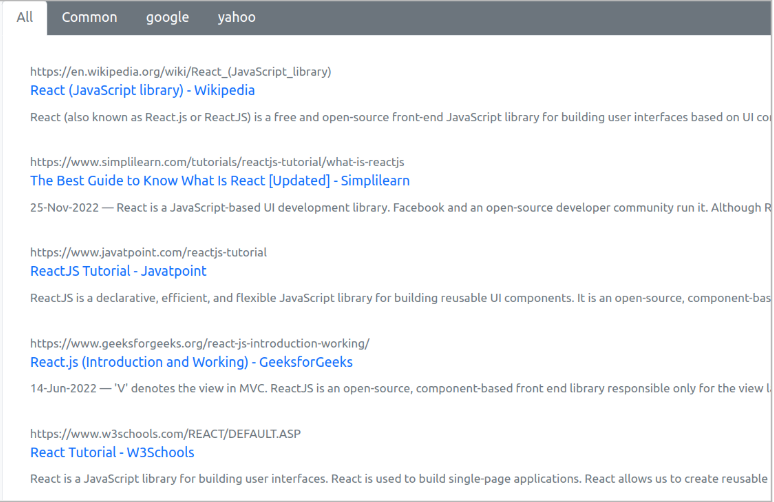 All Common google yahoo
https://en.wikipedia.org/wiki/React_(JavaScript_library)
React (JavaScript library) - Wikipedia
React (also known as React.js or ReactJS) is a free and open-source front-end JavaScript library for building user interfaces based on UI
https://www.simplilearn.com/tutorials/reactjs-tutorial/what-is-reactjs
The Best Guide to Know What Is React [Updated] - Simplilearn
25-Nov-2022 — React is a JavaScript-based UI development library. Facebook and an open-source developer community run it. Although
https://www.javatpoint.com/reactjs-tutorial
ReactJS Tutorial - Javatpoint
ReactJS is a declarative, efficient, and flexible JavaScript library for building reusable UI components. It is an open-source, component-bas
https://www.geeksforgeeks.org/react-js-introduction-working/
React.js (Introduction and Working) - GeeksforGeeks
14-Jun-2022 — 'V' denotes the view in MVC. ReactJS is an open-source, component-based front end library responsible only for the view
https://www.w3schools.com/REACT/DEFAULT.ASP
React Tutorial - W3Schools
React is a JavaScript library for building user interfaces. React is used to build single-page applications. React allows us to create reusable